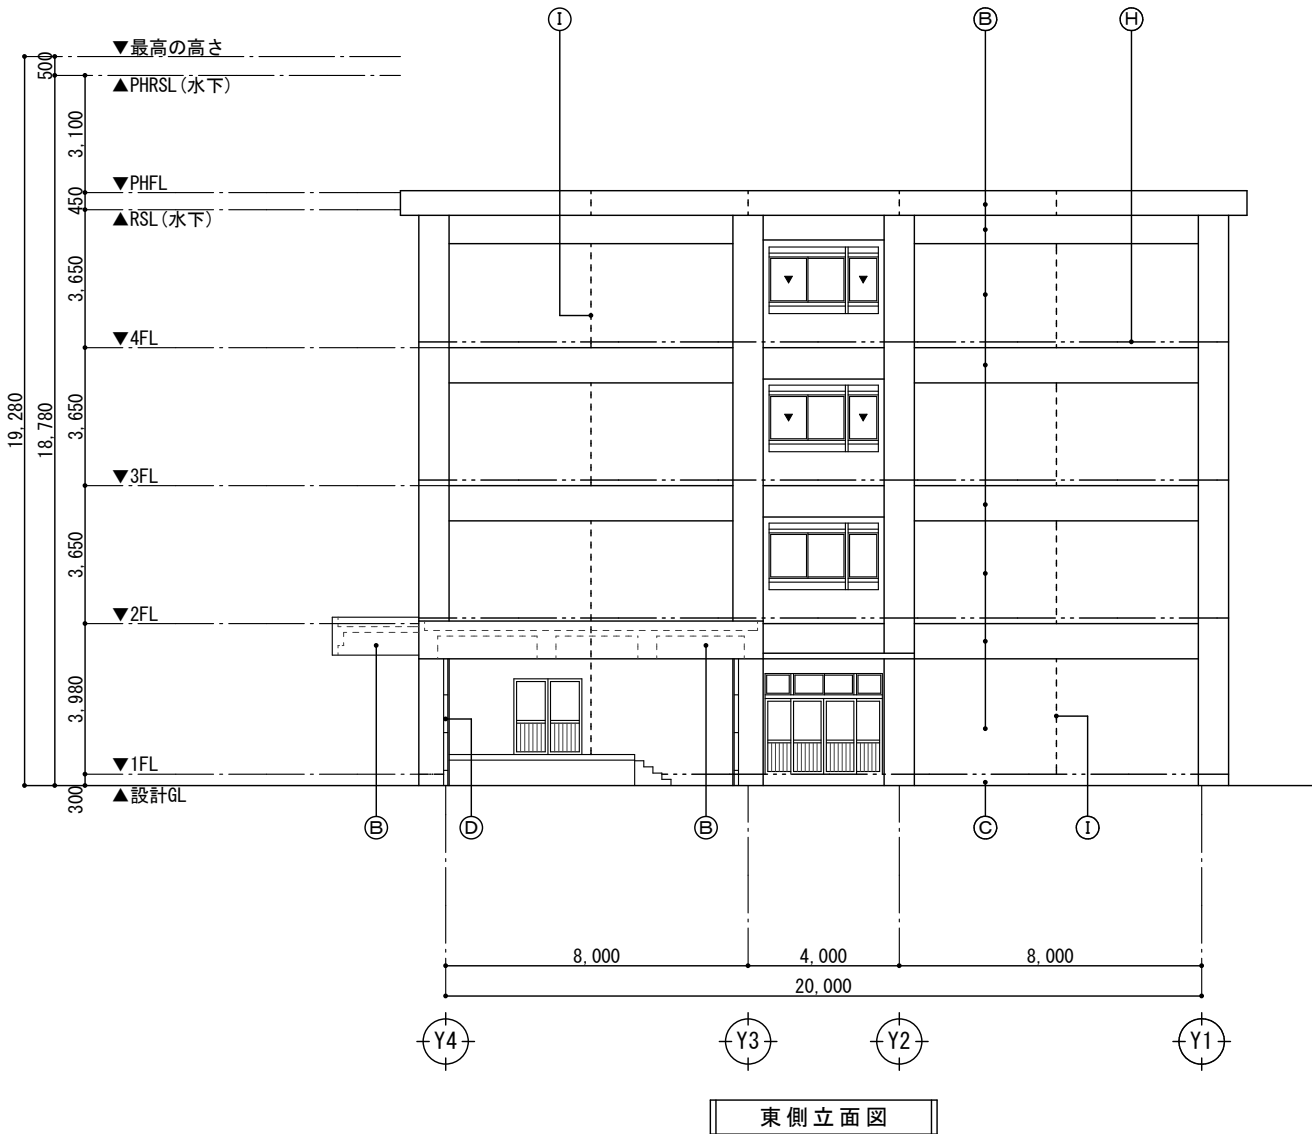 Ⓘ Ⓑ Ⓗ
▼最高の高さ
500
▲PHRSL(水下)
3,100
▼PHFL
450
▲RSL(水下)
3,650
▼4FL
19,280
18,780
3,650
▼3FL
3,650
▼2FL
3,980
▼1FL
300
▲設計GL
Ⓑ Ⓓ Ⓑ Ⓒ Ⓘ
8,000 4,000 8,000
20,000
Y4 Y3 Y2 Y1
東側立面図